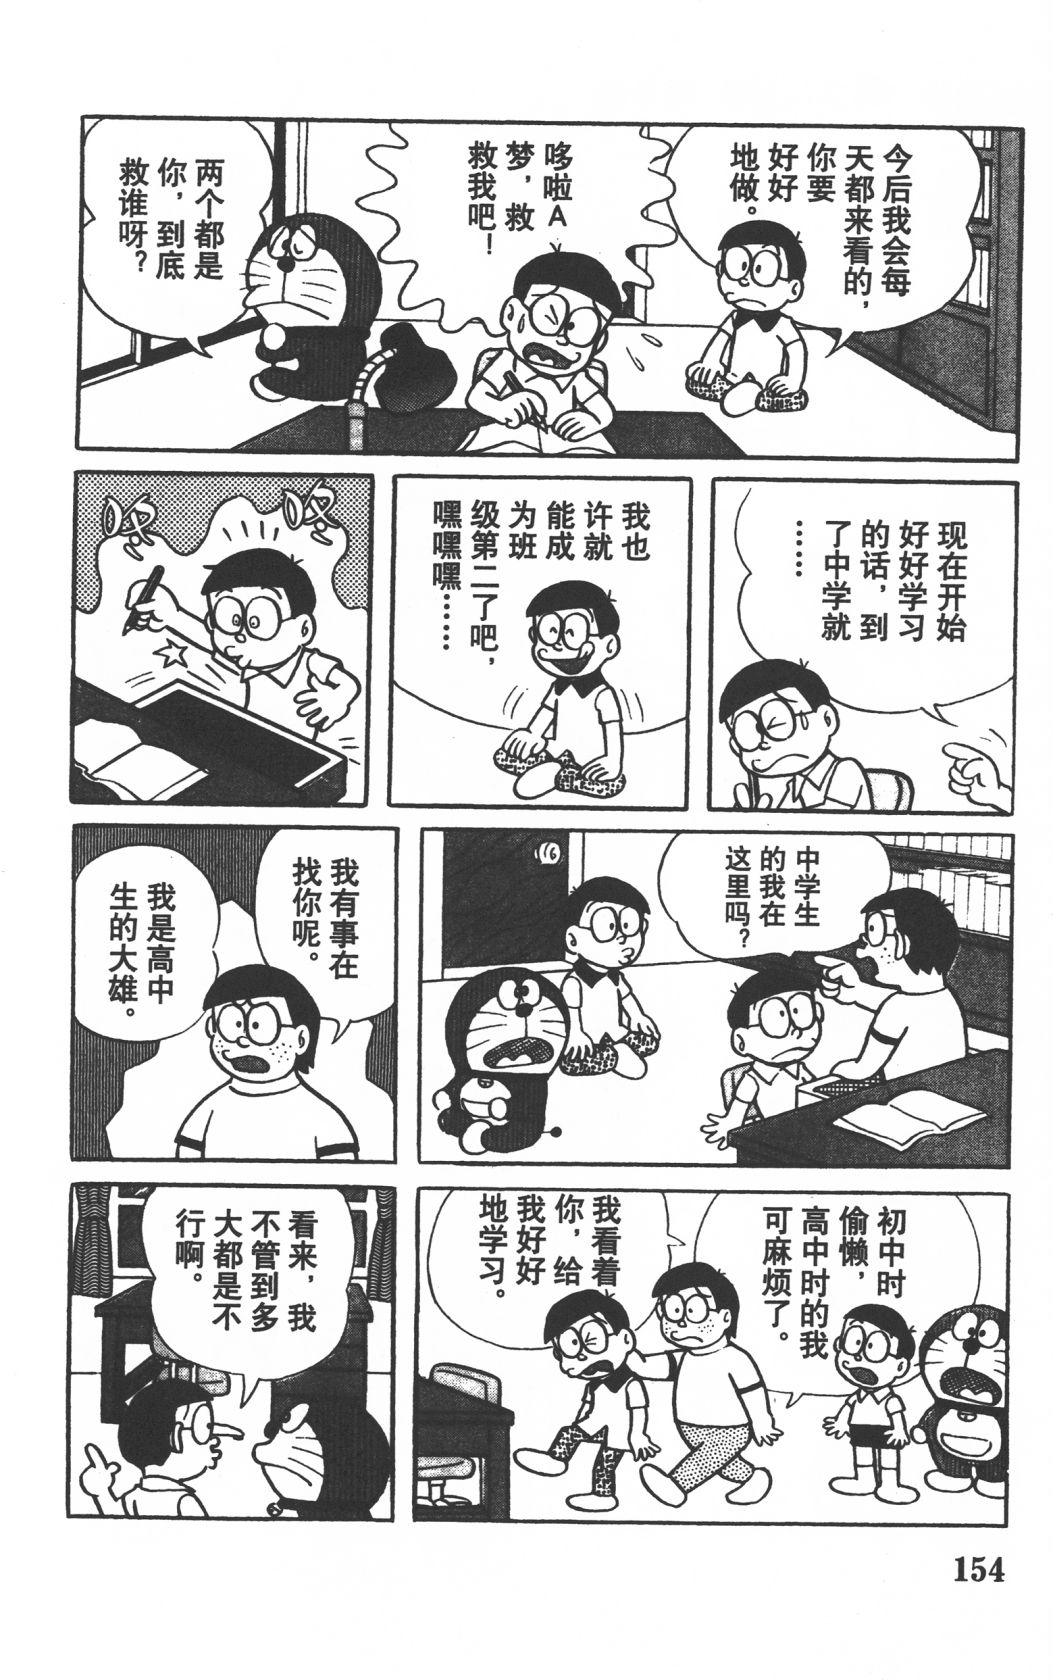 今后我会每
天都来看的，
你要
好好
地做。
哆啦A
梦，救
救我吧！
两个都是
你，到底
救谁呀？
现在开始
好好学习
的话，到
了中学就
……
我也
许就
能成
为班
级第二了吧，
嘿嘿嘿……
咚
咚
中学生
的我在
这里吗？
我有事在
找你呢。
我是高中
生的大雄。
初中时
偷懒，
高中时的我
可麻烦了。
我看着
你，给
我好好
地学习。
看来，我
不管到多
大都是不
行啊。
154